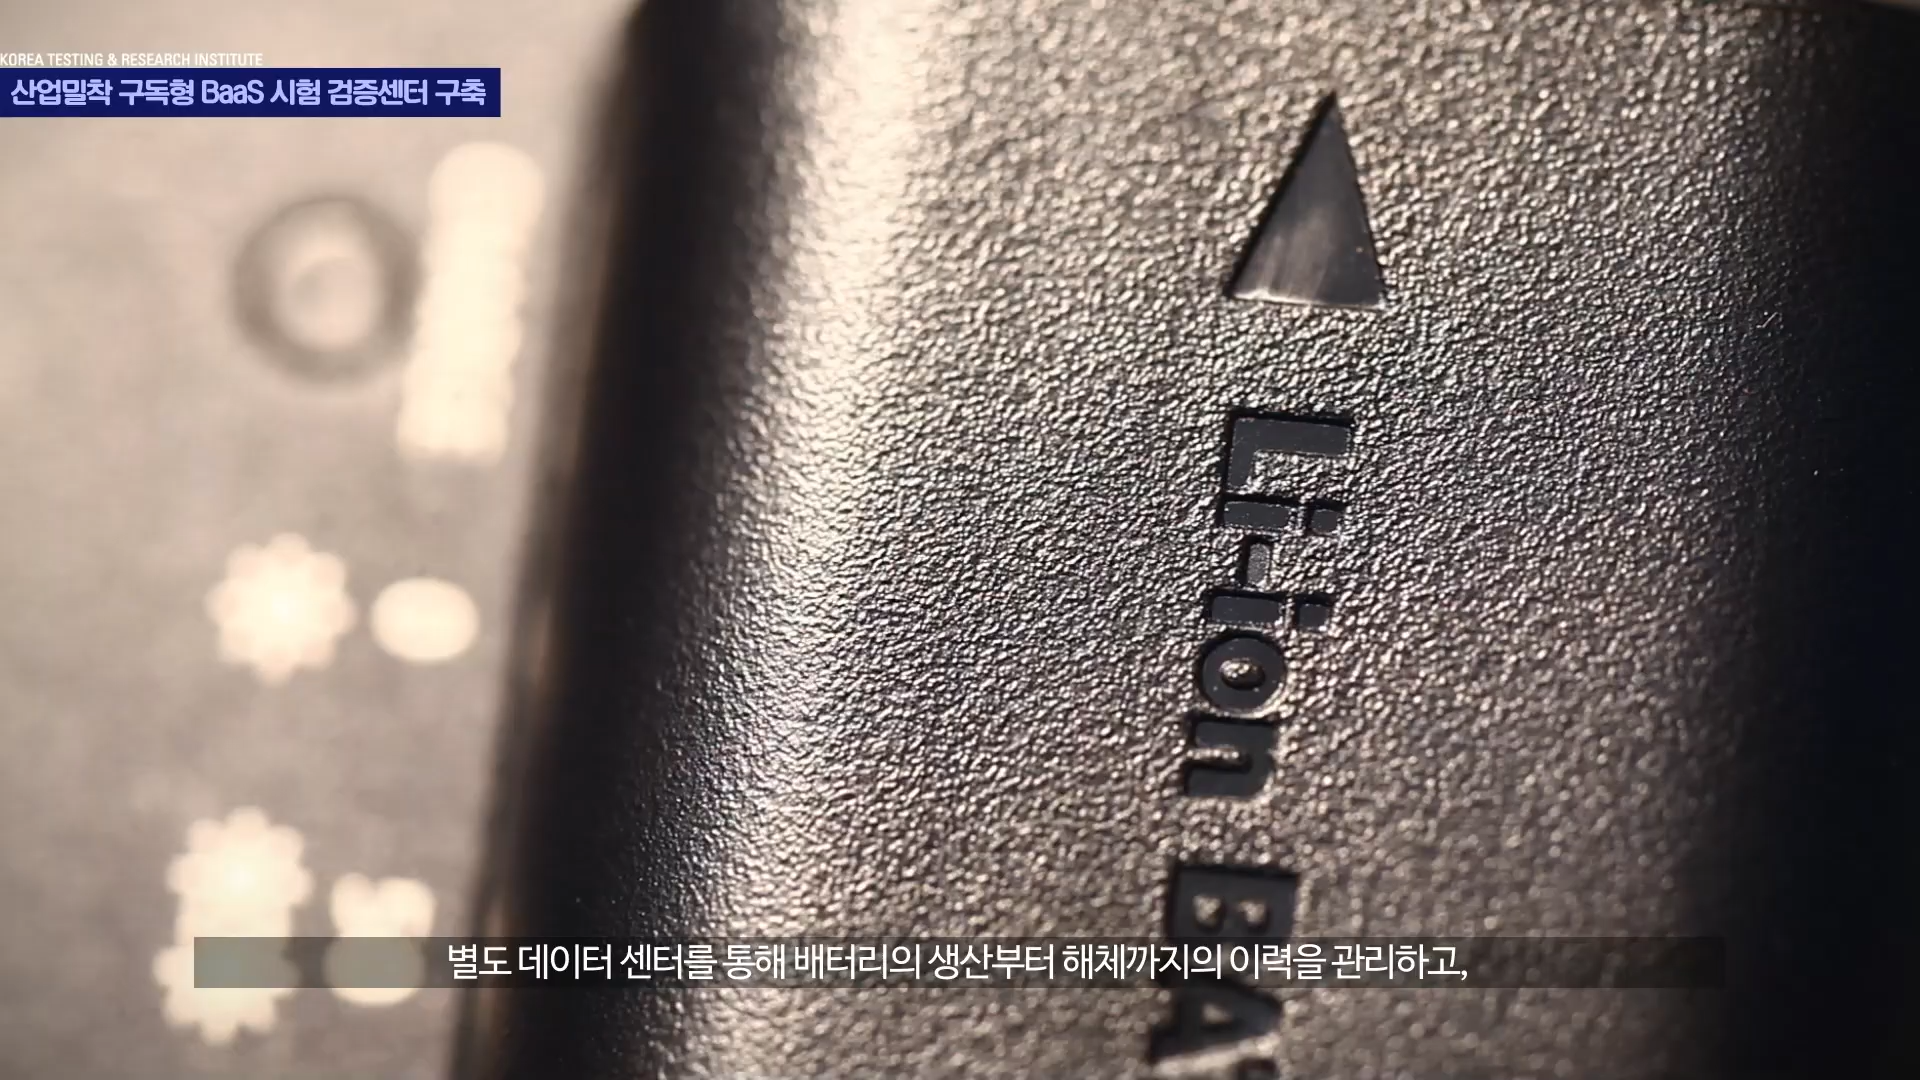 KOREA TESTING & RESEARCH INSTITUTE
산업밀착 구독형 BaaS 시험 검증센터 구축
Li-ion BA
별도 데이터 센터를 통해 배터리의 생산부터 해체까지의 이력을 관리하고,